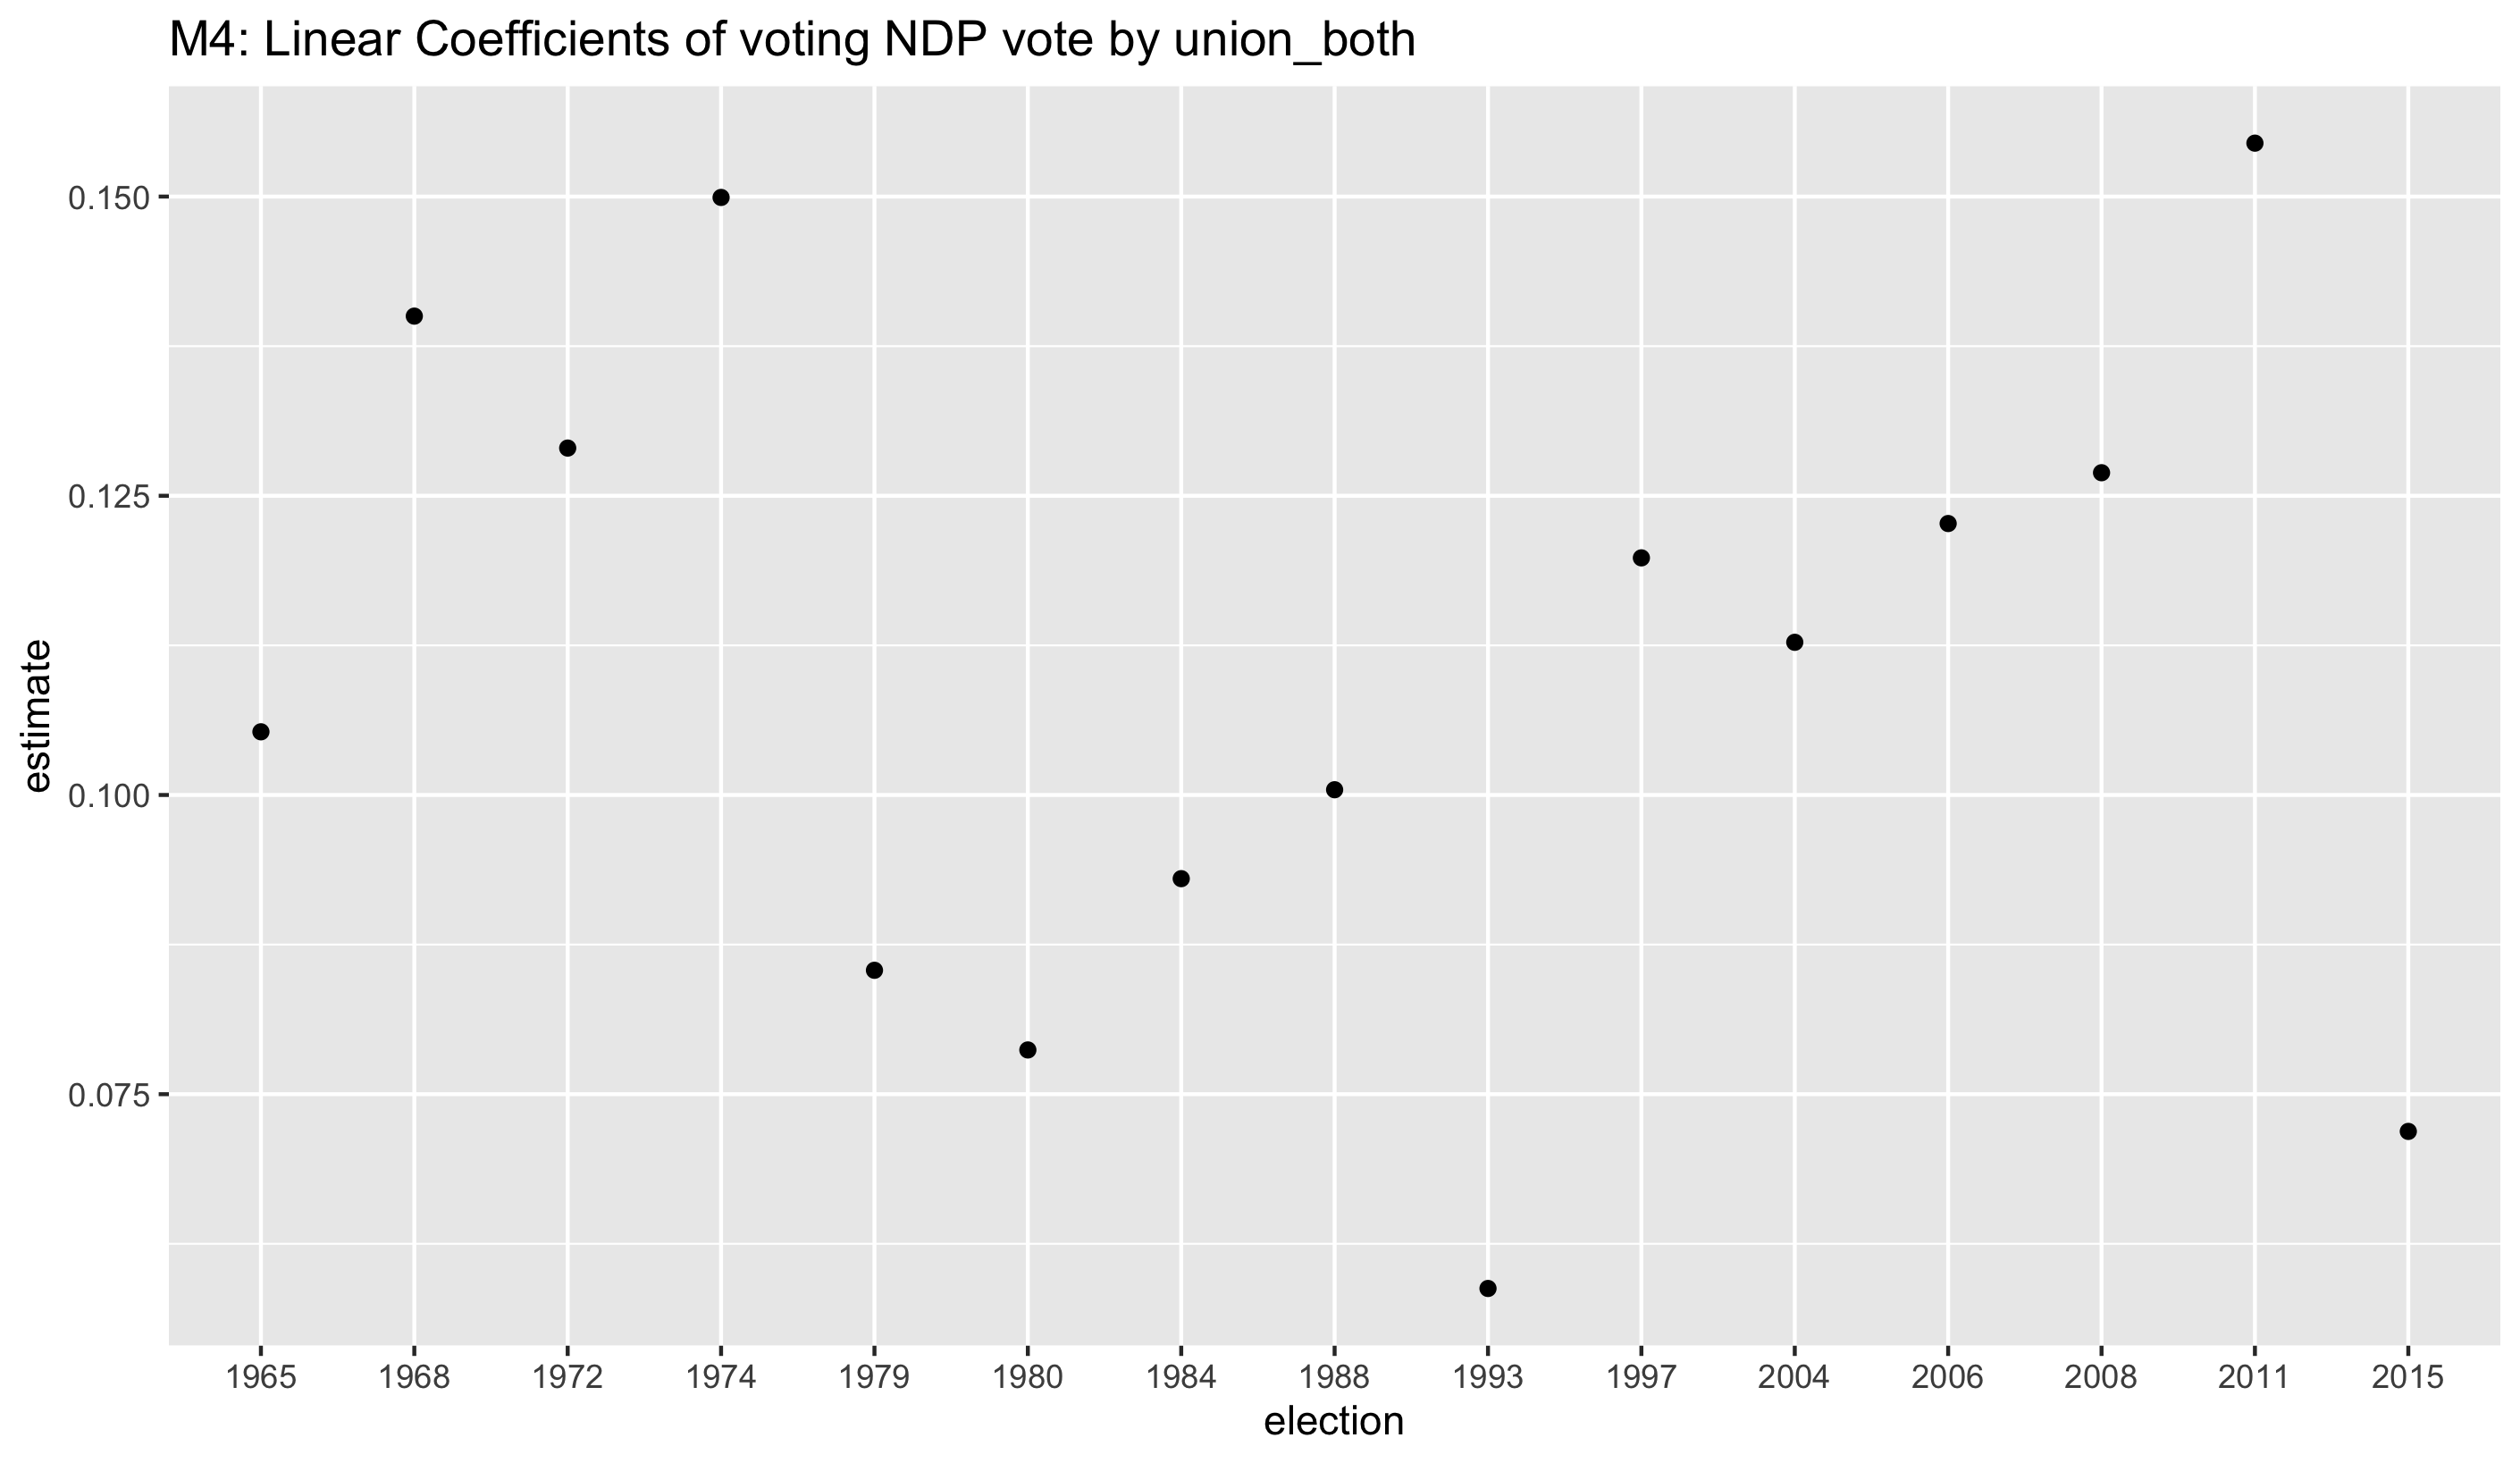 M4: Linear Coefficients of voting NDP vote by union_both
0.150
0.125
0.100
0.075
estimate
1965 1968 1972 1974 1979 1980 1984 1988 1993 1997 2004 2006 2008 2011 2015
election